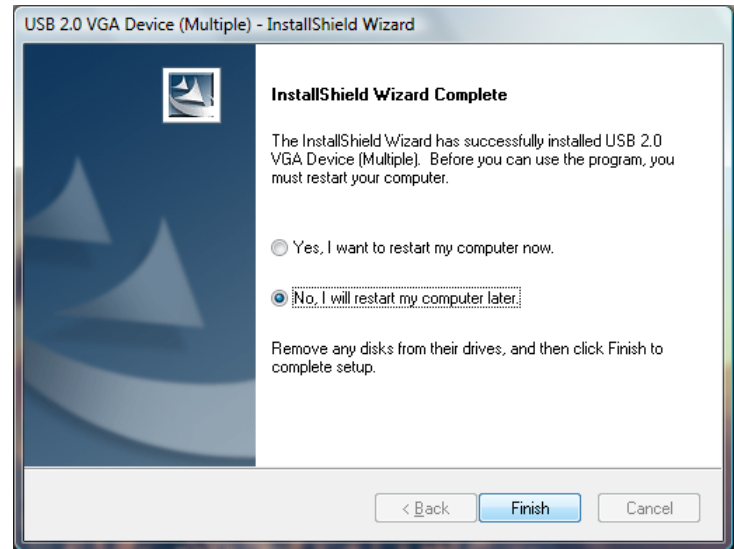 USB 2.0 VGA Device (Multiple) - InstallShield Wizard
InstallShield Wizard Complete
The InstallShield Wizard has successfully installed USB 2.0
VGA Device (Multiple). Before you can use the program, you
must restart your computer.
Yes, I want to restart my computer now.
No, I will restart my computer later.
Remove any disks from their drives, and then click Finish to
complete setup.
< Back
Finish
Cancel